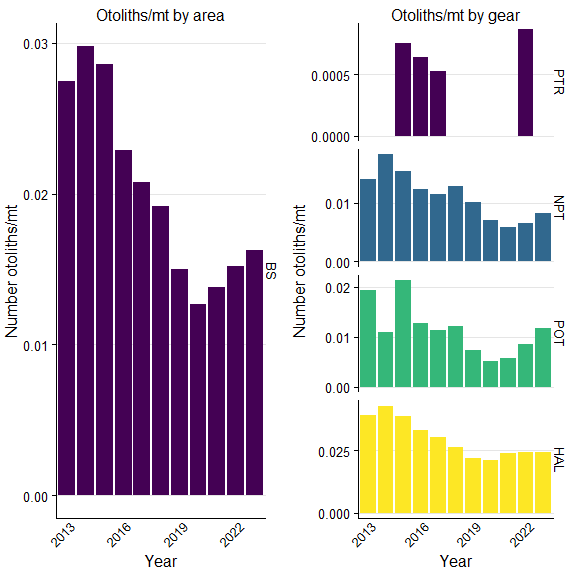 Otoliths/mt by area
Number otoliths/mt
0.03
0.02
0.01
0.00
BS
2013
2016
2019
2022
Year
Otoliths/mt by gear
Number otoliths/mt
0.0005
0.0000
PTR
0.01
0.00
NPT
0.02
0.01
0.00
POT
0.025
0.000
HAL
2013
2016
2019
2022
Year